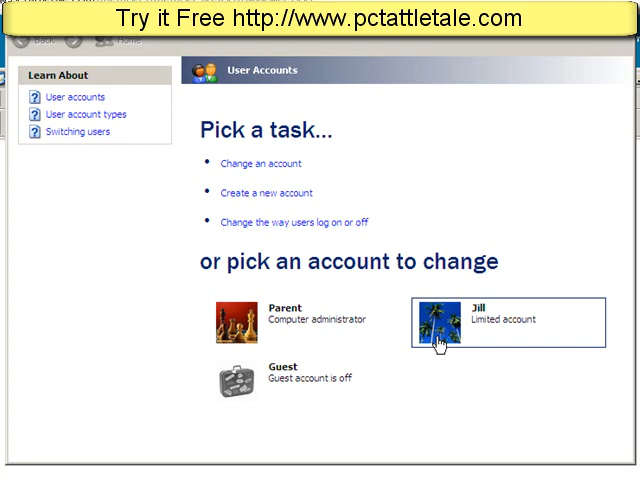 Try it Free http://www.pctattletale.com
Back Home
Learn About
User accounts
User account types
Switching users
User Accounts
Pick a task...
• Change an account
• Create a new account
• Change the way users log on or off
or pick an account to change
Parent
Computer administrator
Jill
Limited account
Guest
Guest account is off